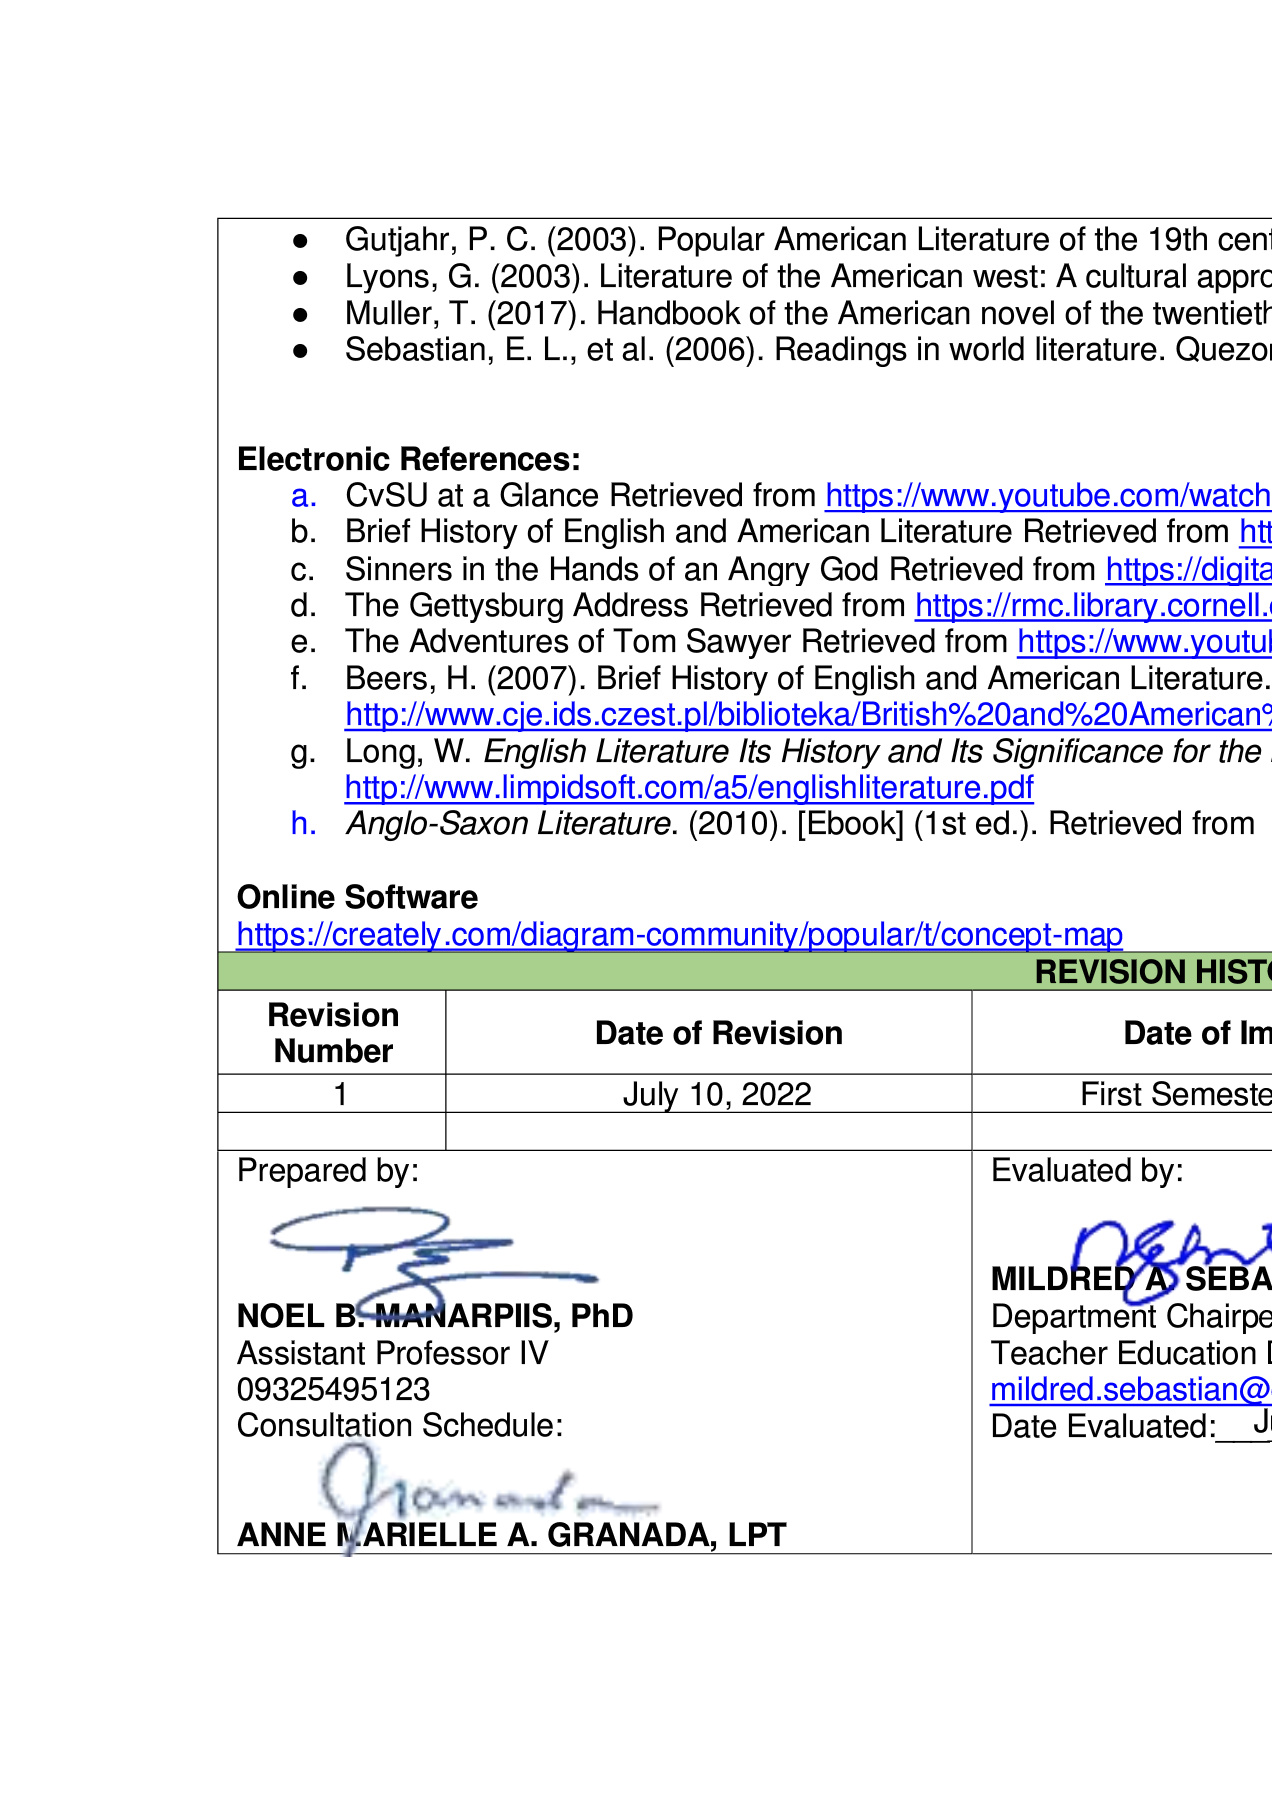 ● Gutjahr, P. C. (2003). Popular American Literature of the 19th cent
● Lyons, G. (2003). Literature of the American west: A cultural appro
● Muller, T. (2017). Handbook of the American novel of the twentieth
● Sebastian, E. L., et al. (2006). Readings in world literature. Quezon
Electronic References:
a. CvSU at a Glance Retrieved from https://www.youtube.com/watch
b. Brief History of English and American Literature Retrieved from htt
c. Sinners in the Hands of an Angry God Retrieved from https://digita
d. The Gettysburg Address Retrieved from https://rmc.library.cornell.
e. The Adventures of Tom Sawyer Retrieved from https://www.youtub
f. Beers, H. (2007). Brief History of English and American Literature.
http://www.cje.ids.czest.pl/biblioteka/British%20and%20American%
g. Long, W. English Literature Its History and Its Significance for the
http://www.limpidsoft.com/a5/englishliterature.pdf
h. Anglo-Saxon Literature. (2010). [Ebook] (1st ed.). Retrieved from
Online Software
https://creately.com/diagram-community/popular/t/concept-map
REVISION HISTO
Revision Number Date of Revision Date of Im
1 July 10, 2022 First Semeste
Prepared by: Evaluated by:
NOEL B. MANARPIIS, PhD
Assistant Professor IV
09325495123
Consultation Schedule:
Granada
ANNE MARIELLE A. GRANADA, LPT
MILDRED A. SEBA
Department Chairpe
Teacher Education D
mildred.sebastian@
Date Evaluated:____Ju